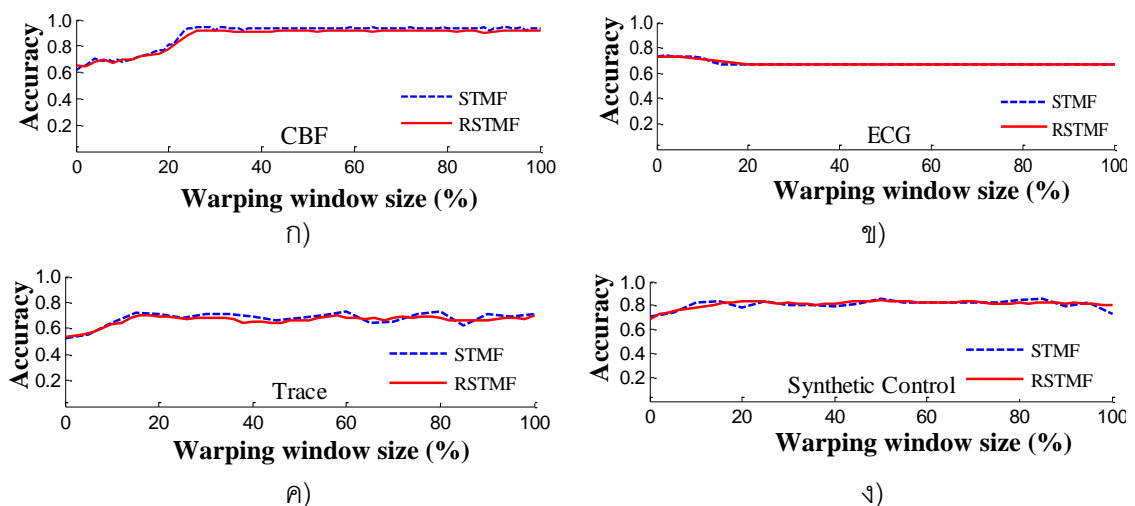 Accuracy
1.0
0.8
0.6
0.4
0.2
STMF
RSTMF
CBF
0 20 40 60 80 100
Warping window size (%)
ก)
Accuracy
1.0
0.8
0.6
0.4
0.2
STMF
RSTMF
ECG
0 20 40 60 80 100
Warping window size (%)
ข)
Accuracy
1.0
0.8
0.6
0.4
0.2
STMF
RSTMF
Trace
0 20 40 60 80 100
Warping window size (%)
ค)
Accuracy
1.0
0.8
0.6
0.4
0.2
STMF
Synthetic Control RSTMF
0 20 40 60 80 100
Warping window size (%)
ง)